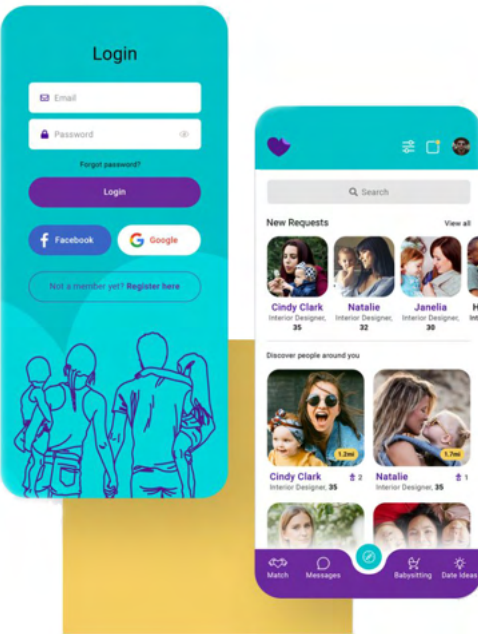 Login
Email
Password
Forgot password?
Login
Facebook
Google
Not a member yet? Register here
Search
New Requests View all
Cindy Clark Natalie Janelia H
Interior Designer, Interior Designer, Interior Designer, Int
35 32 30
Discover people around you
1.2mi 1.7mi
Cindy Clark 2 Natalie 1
Interior Designer, 35 Interior Designer, 35
Match Messages Babysitting Date Ideas